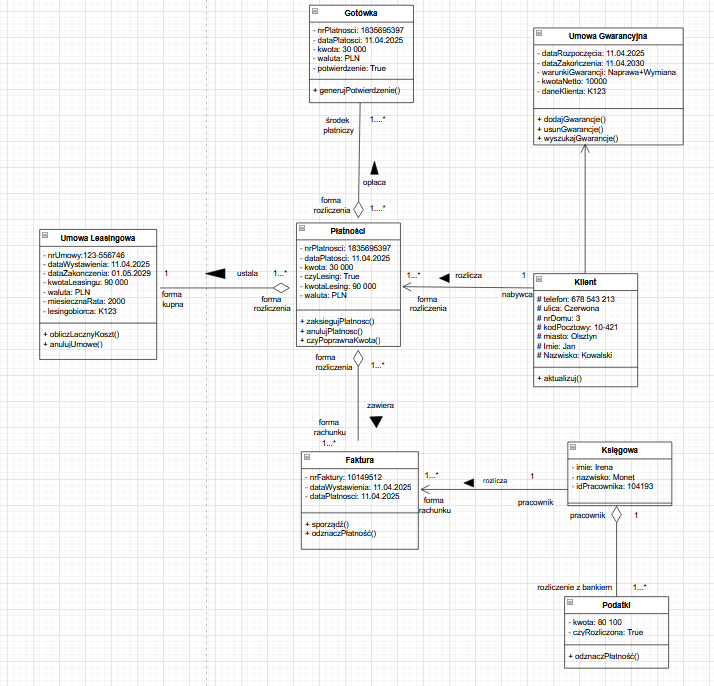 Gotówka
- nrPlatnosci: 1835695397
- dataPlatosci: 11.04.2025
- kwota: 30 000
- waluta: PLN
- potwierdzenie: True
+ generujPotwierdzenie()
Umowa Gwarancyjna
- dataRozpoczęcia: 11.04.2025
- dataZakończenia: 11.04.2030
- warunkiGwarancji: Naprawa+Wymiana
- kwotaNetto: 10000
- daneKlienta: K123
+ dodajGwarancje()
+ usunGwarancje()
+ wyszukajGwarancje()
środek
płatniczy
1....*
opłaca
forma
rozliczenia
1....*
Umowa Leasingowa
- nrUmowy:123-556746
- dataWystawienia: 11.04.2025
- dataZakonczenia: 01.05.2029
- kwotaLeasingu: 90 000
- waluta: PLN
- miesiecznaRata: 2000
- lesingobiorca: K123
+ obliczLacznyKoszt()
+ anulujUmowe()
1
ustala
1...*
forma
kupna
forma
rozliczenia
Płatności
- nrPlatnosci: 1835695397
- dataPlatosci: 11.04.2025
- kwota: 30 000
- czyLesing: True
- kwotaLesing: 90 000
- waluta: PLN
+ zaksiegujPlatnosc()
+ anulujPlatnosc()
+ czyPoprawnaKwota()
1...*
rozlicza
1
forma
rozliczenia
nabywca
Klient
# telefon: 678 543 213
# ulica: Czerwona
# nrDomu: 3
# kodPocztowy: 10-421
# miasto: Olsztyn
# Imie: Jan
# Nazwisko: Kowalski
+ aktualizuj()
forma
rozliczenia
1...*
zawiera
forma
rachunku
1...*
Faktura
- nrFaktury: 10149512
- dataWystawienia: 11.04.2025
- dataPlatnosci: 11.04.2025
+ sporządź()
+ odznaczPłatność()
1...*
rozlicza
1
forma
rachunku
pracownik
Księgowa
- imie: Irena
- nazwisko: Monet
- idPracownika: 104193
pracownik
1
rozliczenie z bankiem
1...*
Podatki
- kwota: 80 100
- czyRozliczona: True
+ odznaczPłatność()